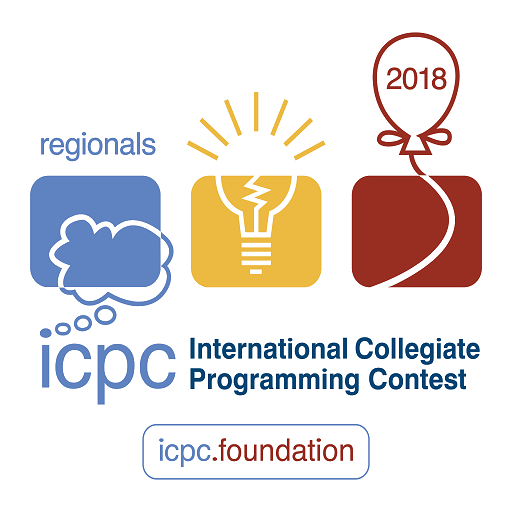 2018
regionals
icpc
International Collegiate
Programming Contest
icpc.foundation